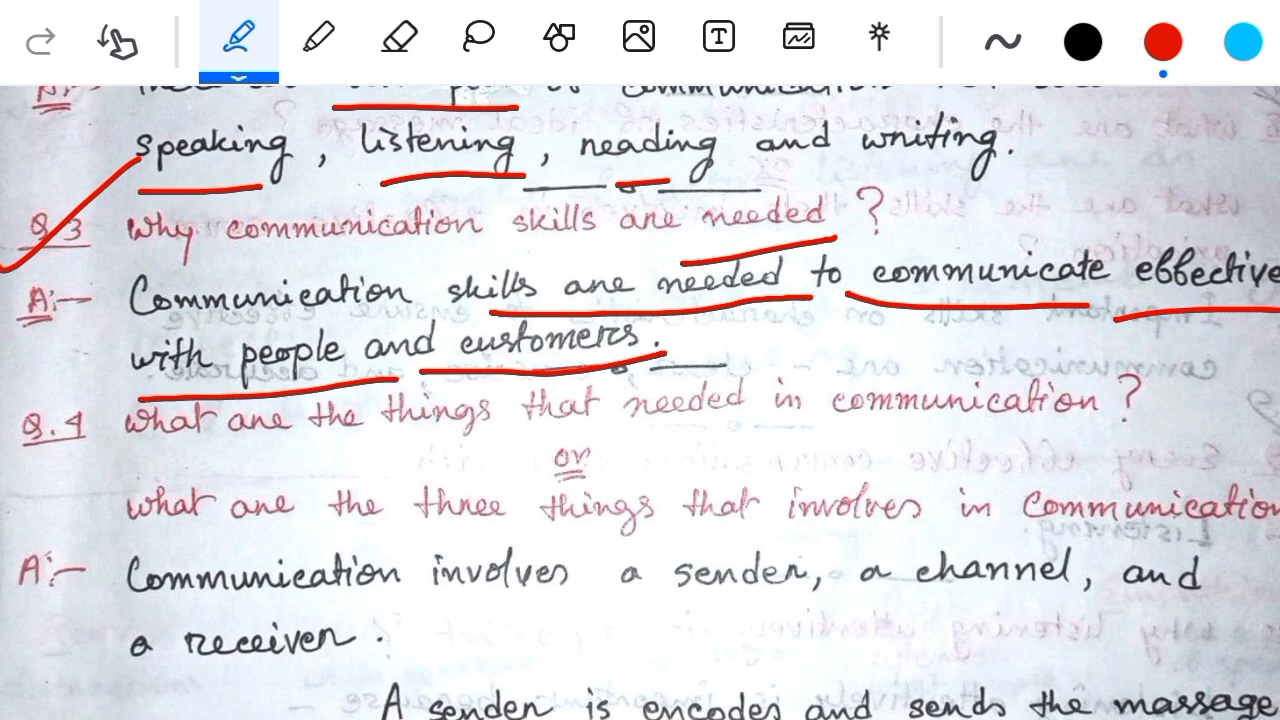 speaking, listening, reading and writing.
Q.3 Why communication skills are needed?
A:- Communication skills are needed to communicate effective
with people and customers.
Q.4 What are the things that needed in communication?
or
what are the three things that involves in Communication
A:- Communication involves a sender, a channel, and
a receiver.
A sender is encodes and sends the massage